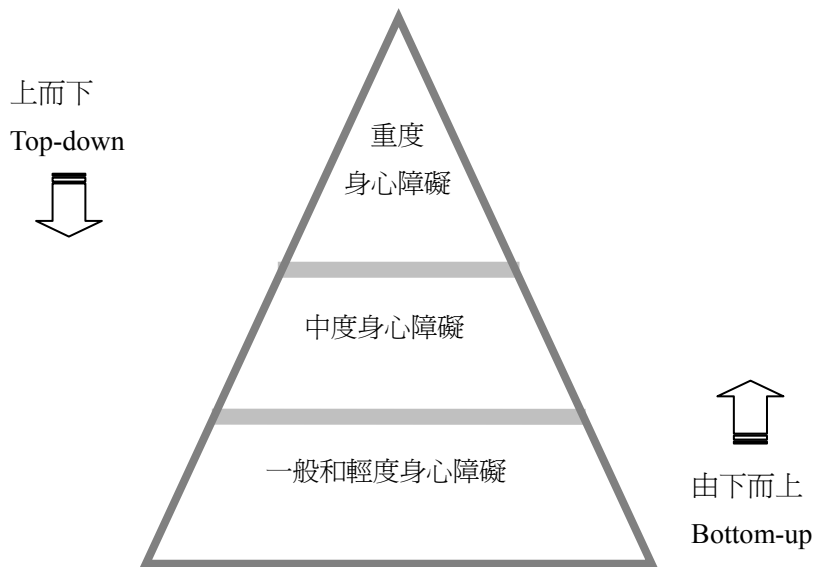 上而下
Top-down
重度
身心障礙
中度身心障礙
一般和輕度身心障礙
由下而上
Bottom-up